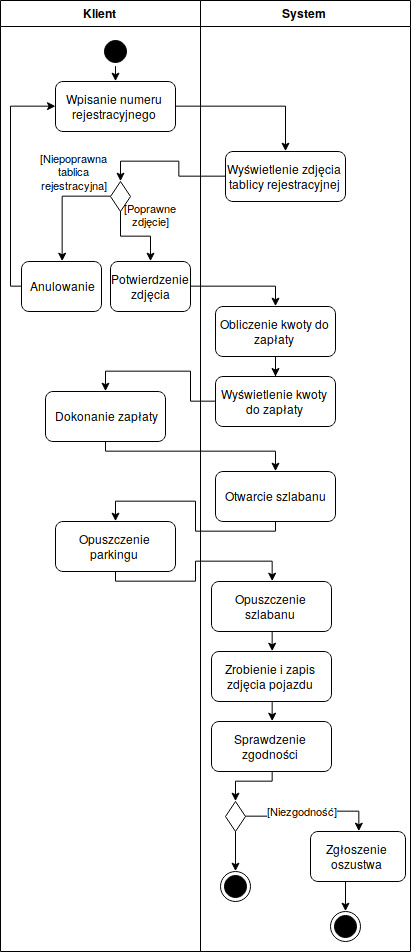 Klient
System
Wpisanie numeru
rejestracyjnego
Wyświetlenie zdjęcia
tablicy rejestracyjnej
[Niepoprawna
tablica
rejestracyjna]
[Poprawne
zdjęcie]
Anulowanie
Potwierdzenie
zdjęcia
Obliczenie kwoty do
zapłaty
Wyświetlenie kwoty
do zapłaty
Dokonanie zapłaty
Otwarcie szlabanu
Opuszczenie
parkingu
Opuszczenie
szlabanu
Zrobienie i zapis
zdjęcia pojazdu
Sprawdzenie
zgodności
[Niezgodność]
Zgłoszenie
oszustwa